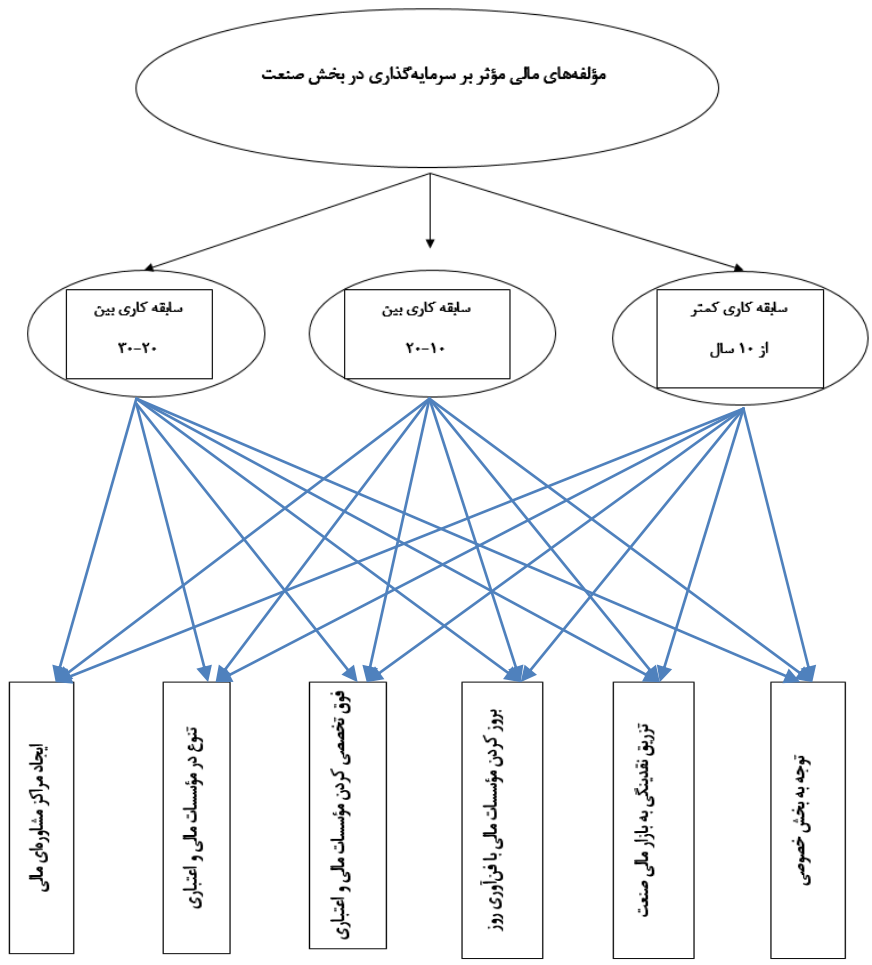 مؤلفه‌های مالی مؤثر بر سرمایه‌گذاری در بخش صنعت
سابقه کاری کمتر
از ۱۰ سال
سابقه کاری بین
۲۰-۱۰
سابقه کاری بین
۳۰-۲۰
توجه به بخش خصوصی
تزریق نقدینگی به بازار مالی صنعت
بروز کردن مؤسسات مالی با فن‌آوری روز
فوق تخصصی کردن مؤسسات مالی و اعتباری
تنوع در مؤسسات مالی و اعتباری
ایجاد مراکز مشاوره‌ای مالی